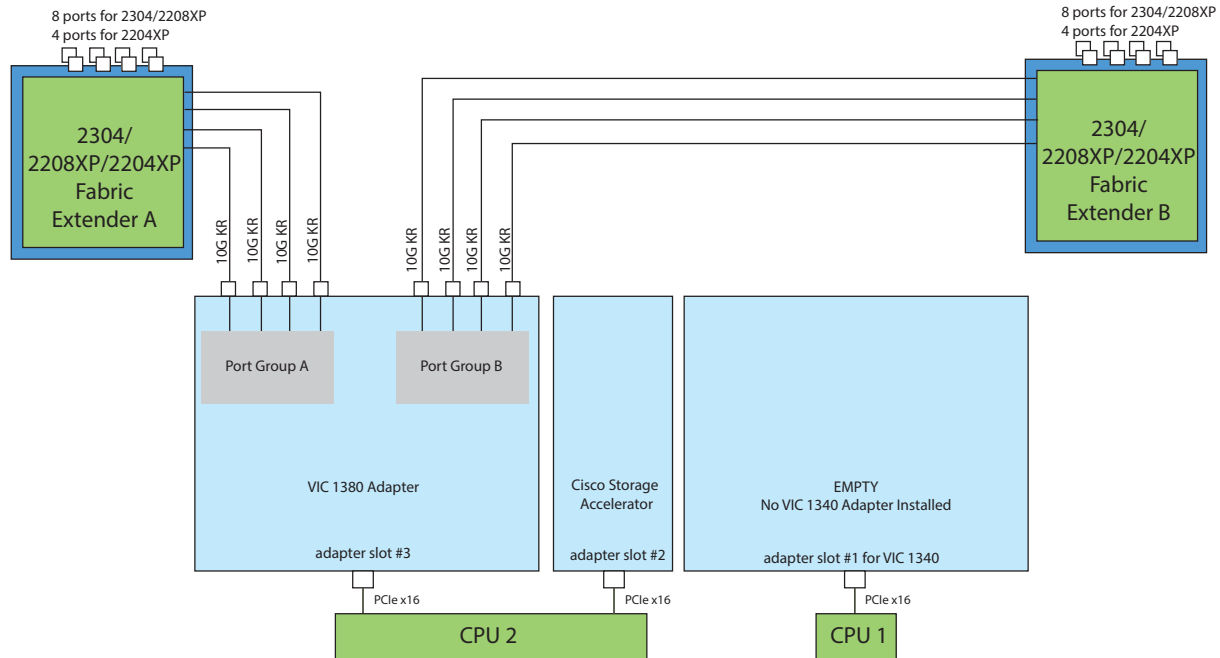 8 ports for 2304/2208XP
4 ports for 2204XP
8 ports for 2304/2208XP
4 ports for 2204XP
2304/
2208XP/2204XP
Fabric
Extender A
2304/
2208XP/2204XP
Fabric
Extender B
10G KR
10G KR
10G KR
10G KR
10G KR
10G KR
10G KR
10G KR
Port Group A
Port Group B
VIC 1380 Adapter
Cisco Storage
Accelerator
EMPTY
No VIC 1340 Adapter Installed
adapter slot #3
adapter slot #2
adapter slot #1 for VIC 1340
PCIe x16
PCIe x16
PCIe x16
CPU 2
CPU 1